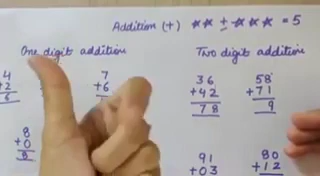 Addition (+) ★★ + ★★★ = 5
One digit addition Two digit addition
4 7 36 58
+2 +6 +42 +71
6 78 9
8 91 80
+0 +03 +12
8